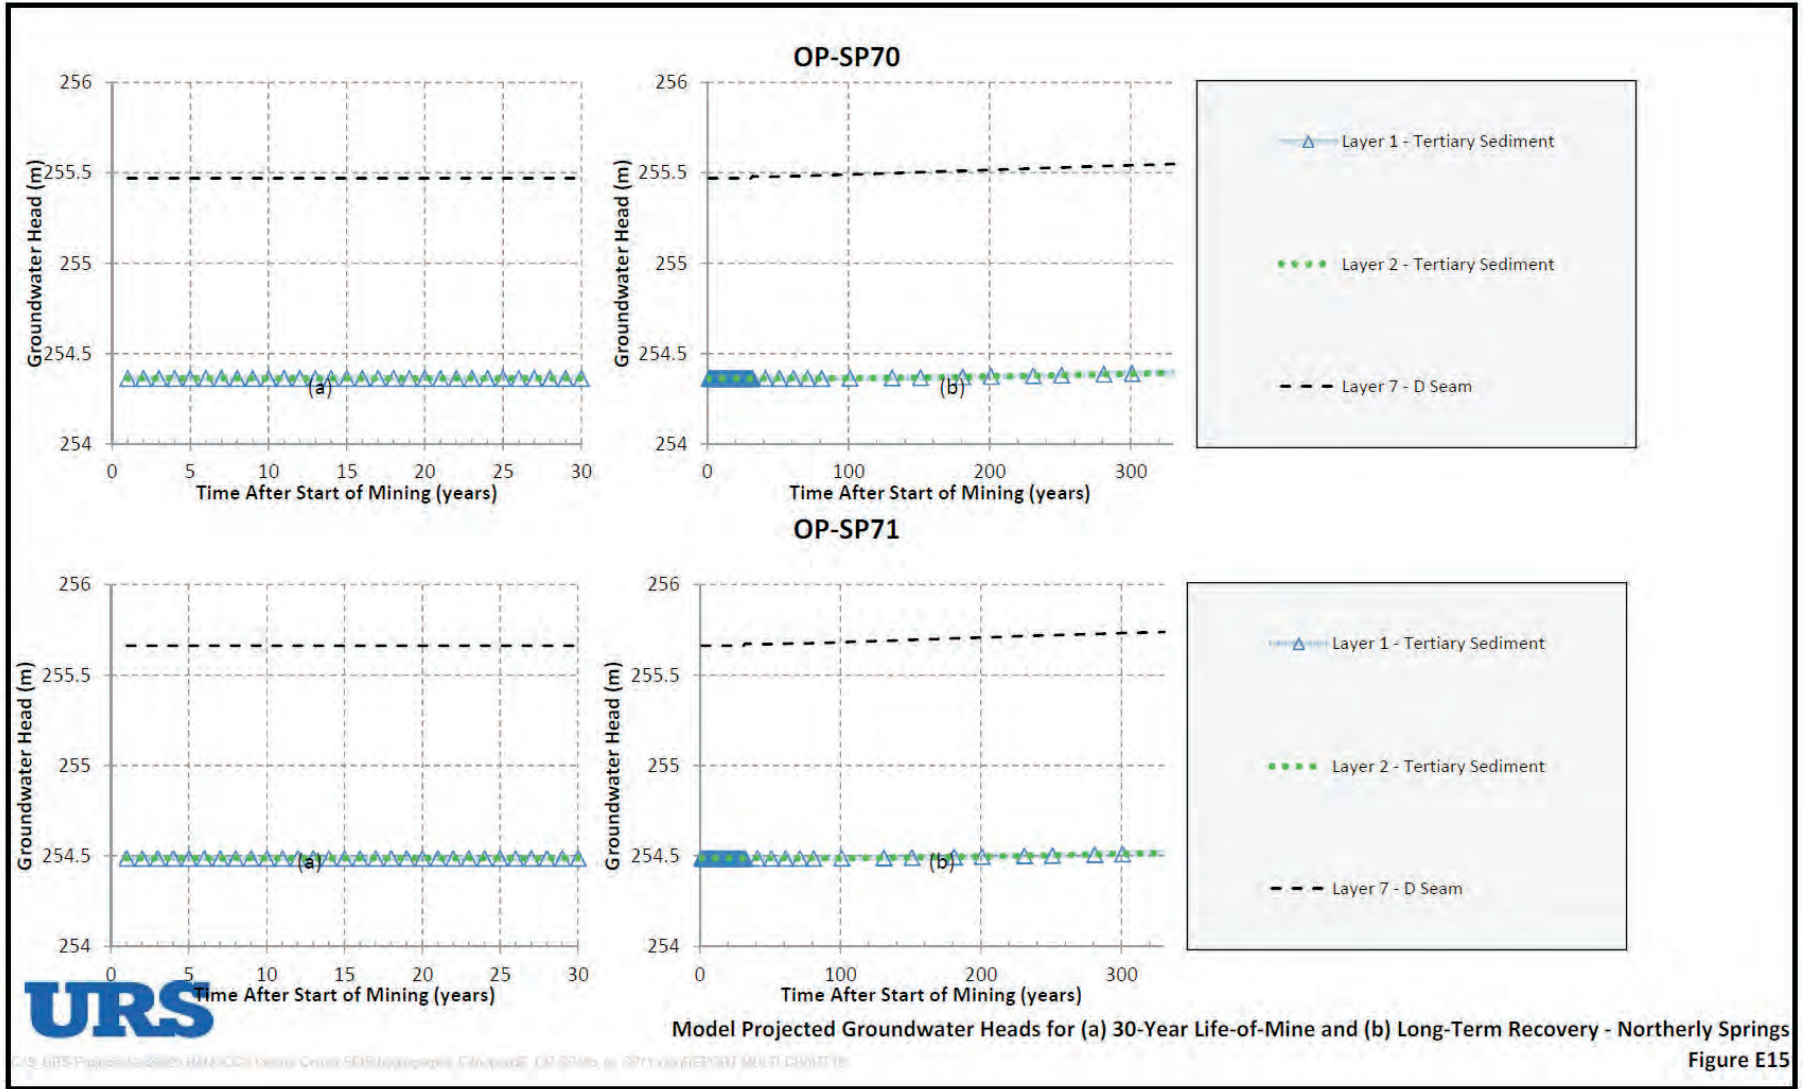 OP-SP70
256
255.5
255
254.5
254
Groundwater Head (m)
(a)
0 5 10 15 20 25 30
Time After Start of Mining (years)
256
255.5
255
254.5
254
Groundwater Head (m)
(b)
0 100 200 300
Time After Start of Mining (years)
Layer 1 - Tertiary Sediment
Layer 2 - Tertiary Sediment
Layer 7 - D Seam
OP-SP71
256
255.5
255
254.5
254
Groundwater Head (m)
(a)
0 5 10 15 20 25 30
Time After Start of Mining (years)
256
255.5
255
254.5
254
Groundwater Head (m)
(b)
0 100 200 300
Time After Start of Mining (years)
Layer 1 - Tertiary Sediment
Layer 2 - Tertiary Sediment
Layer 7 - D Seam
URS
Model Projected Groundwater Heads for (a) 30-Year Life-of-Mine and (b) Long-Term Recovery - Northerly Springs
Figure E15